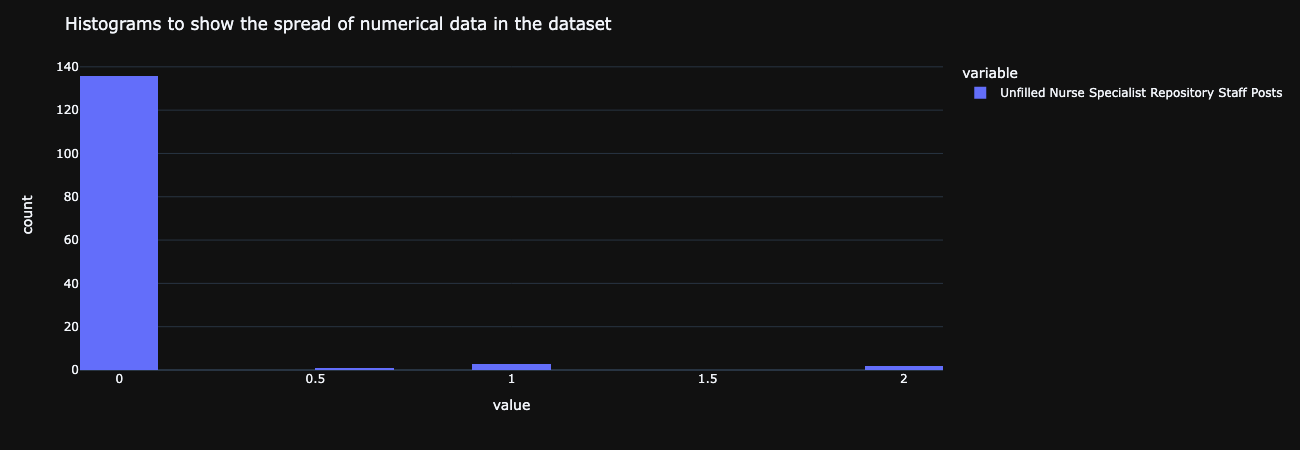 Histograms to show the spread of numerical data in the dataset
140
120
100
80
60
40
20
0
count
0
0.5
1
1.5
2
value
variable
Unfilled Nurse Specialist Repository Staff Posts